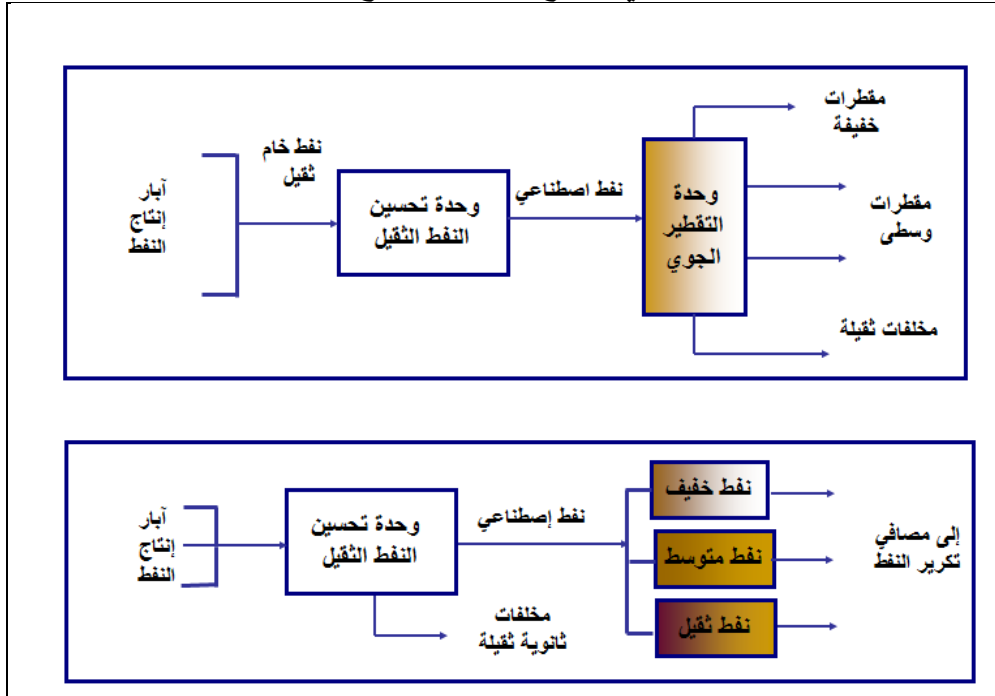 مقطرات
خفيفة
نفط خام
ثقيل
آبار
إنتاج
النفط
وحدة تحسين
النفط الثقيل
نفط اصطناعي
وحدة
التقطير
الجوي
مقطرات
وسطى
مخلفات ثقيلة
آبار
إنتاج
النفط
وحدة تحسين
النفط الثقيل
نفط إصطناعي
نفط خفيف
نفط متوسط
نفط ثقيل
إلى مصافي
تكرير النفط
مخلفات
ثانوية ثقيلة